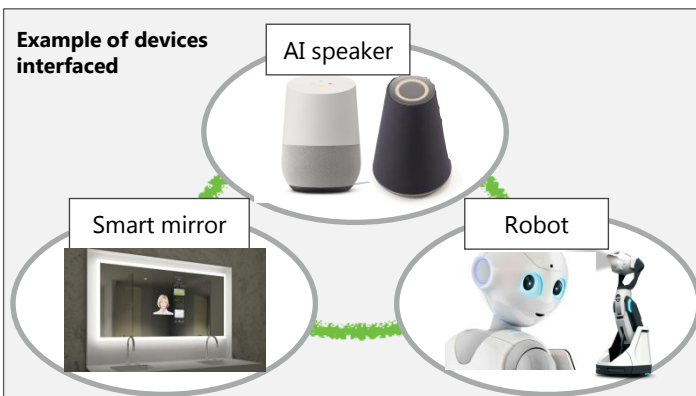 Example of devices
interfaced
AI speaker
Smart mirror
Robot